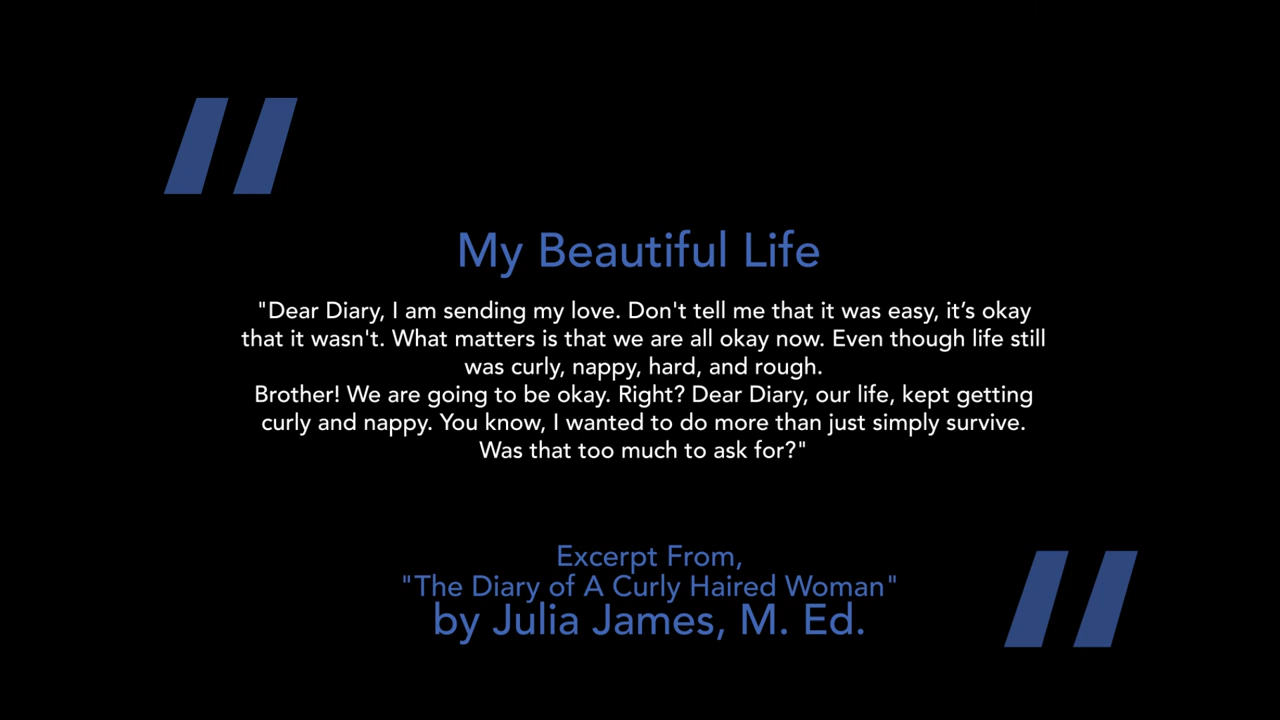 My Beautiful Life
"Dear Diary, I am sending my love. Don't tell me that it was easy, it’s okay
that it wasn't. What matters is that we are all okay now. Even though life still
was curly, nappy, hard, and rough.
Brother! We are going to be okay. Right? Dear Diary, our life, kept getting
curly and nappy. You know, I wanted to do more than just simply survive.
Was that too much to ask for?"
Excerpt From,
"The Diary of A Curly Haired Woman"
by Julia James, M. Ed.